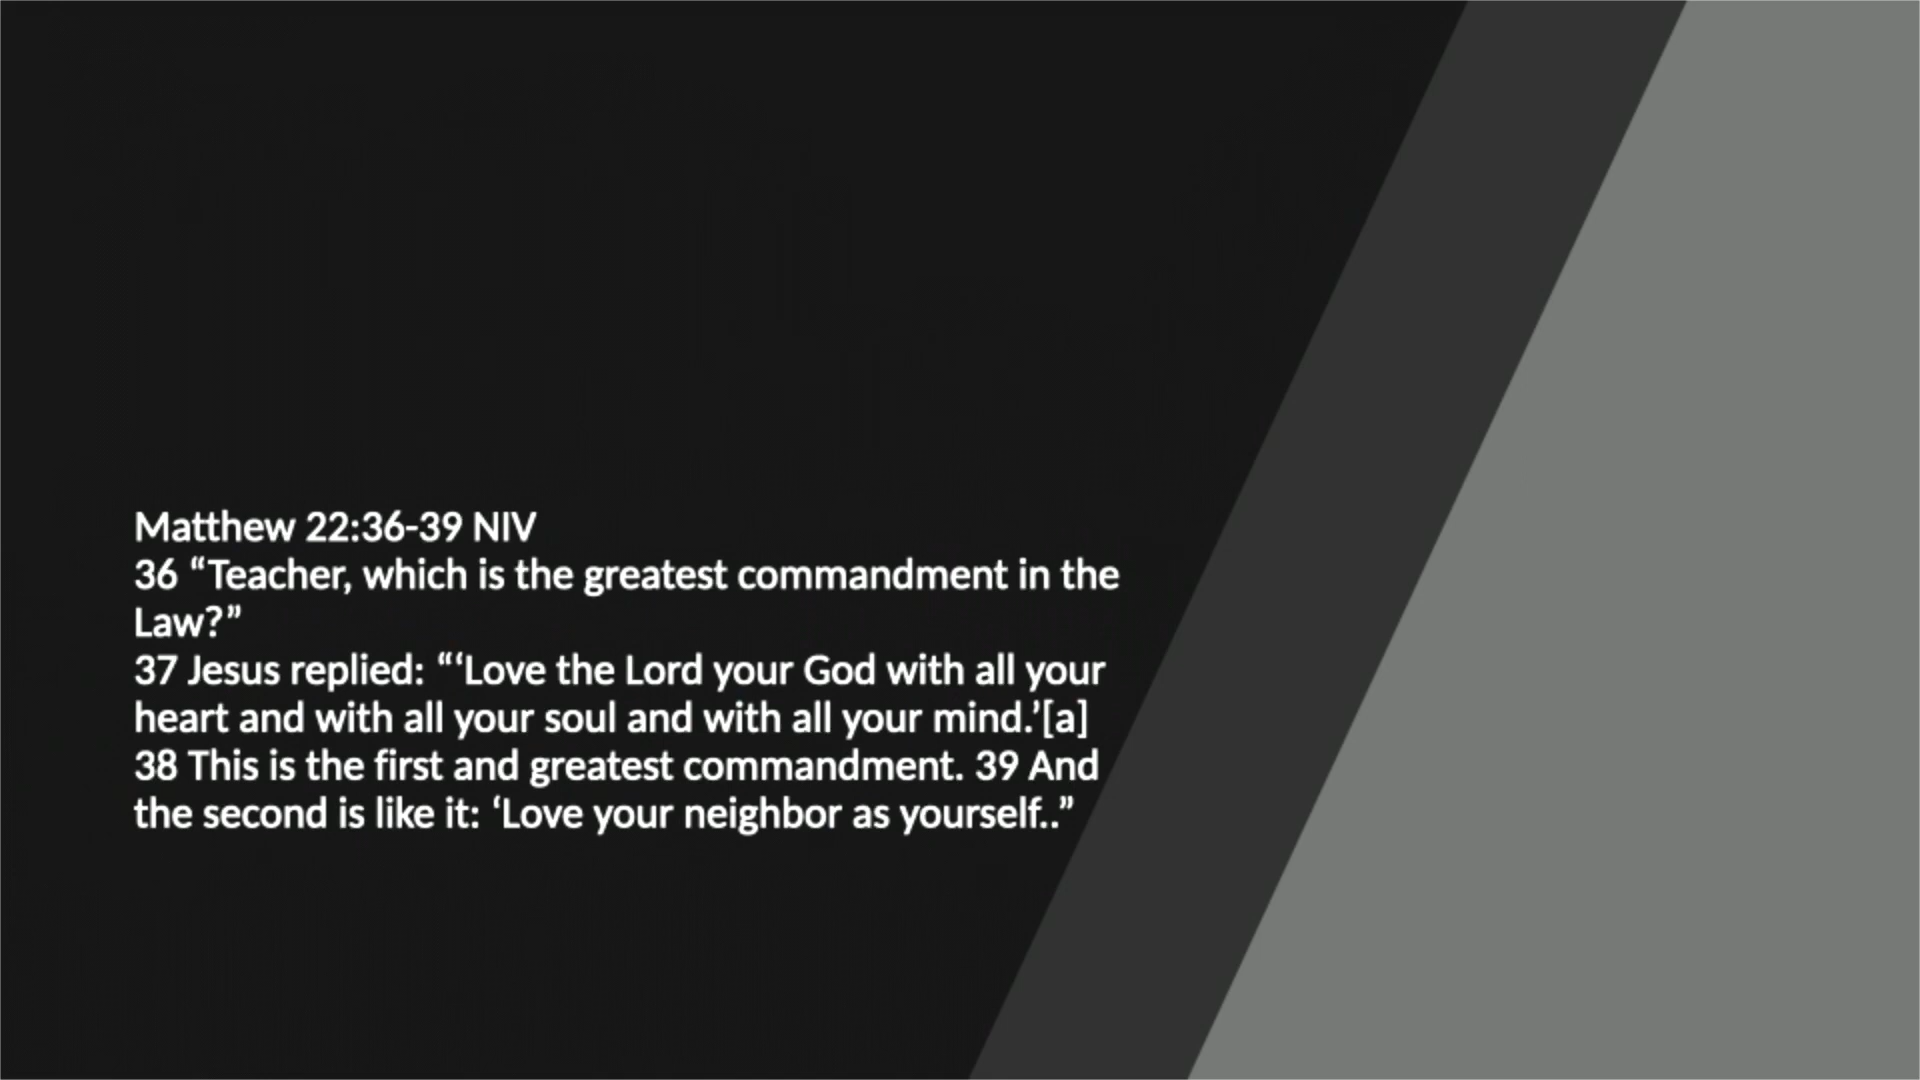 Matthew 22:36-39 NIV
36 “Teacher, which is the greatest commandment in the
Law?”
37 Jesus replied: “‘Love the Lord your God with all your
heart and with all your soul and with all your mind.’[a]
38 This is the first and greatest commandment. 39 And
the second is like it: ‘Love your neighbor as yourself..”